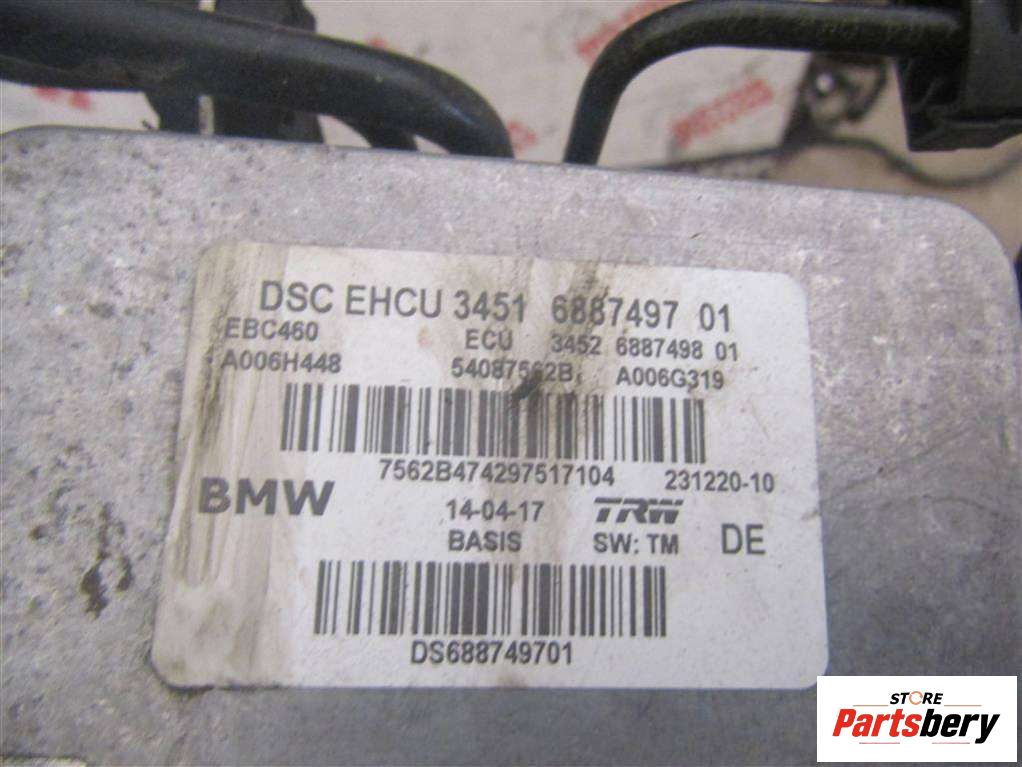 DSC EHCU 3451 6887497 01
EBC460 ECU 3452 6887498 01
A006H448 54087562B A006G319
7562B474297517104 231220-10
BMW 14-04-17 TRW
BASIS SW: TM DE
DS688749701
STORE
Partsbery